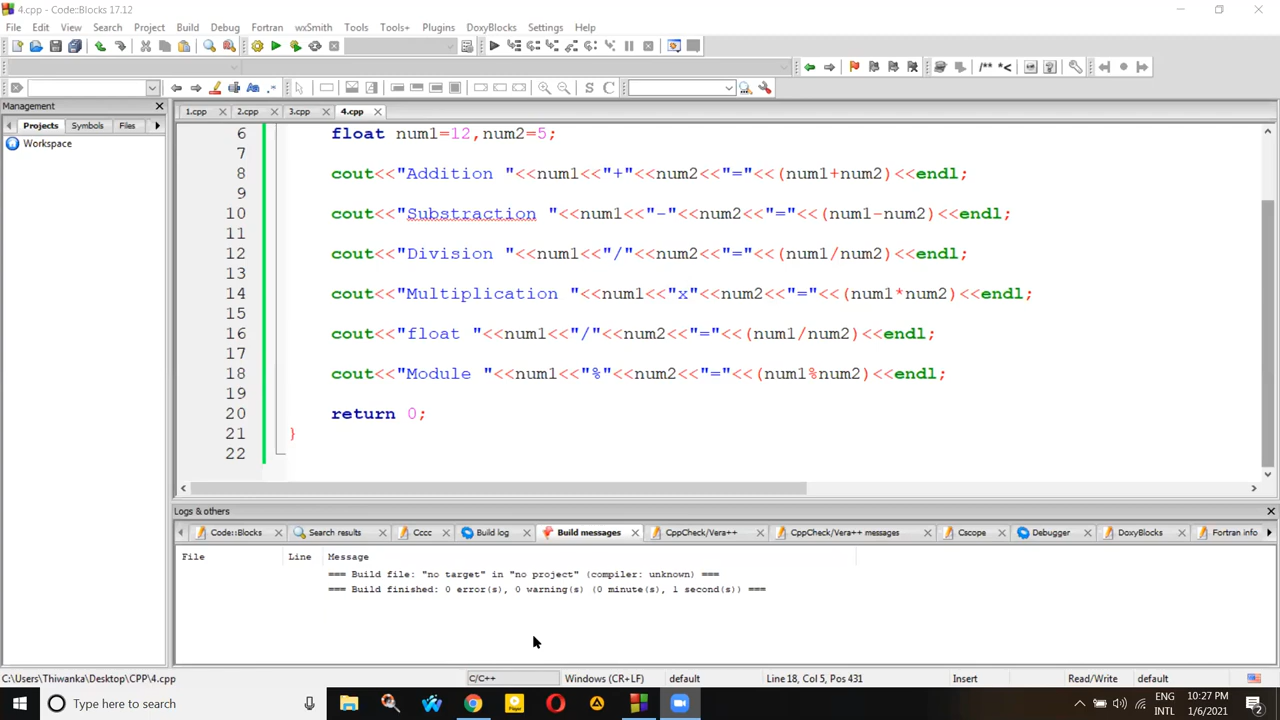 4.cpp - Code::Blocks 17.12
File Edit View Search Project Build Debug Fortran wxSmith Tools Tools+ Plugins DoxyBlocks Settings Help
/** *<
S C
Management
1.cpp 2.cpp 3.cpp 4.cpp
Projects Symbols Files
Workspace
6 float num1=12,num2=5;
7
8 cout<<"Addition "<<num1<<"+"<<num2<<"="<<(num1+num2)<<endl;
9
10 cout<<"Substraction "<<num1<<"-"<<num2<<"="<<(num1-num2)<<endl;
11
12 cout<<"Division "<<num1<<"/"<<num2<<"="<<(num1/num2)<<endl;
13
14 cout<<"Multiplication "<<num1<<"x"<<num2<<"="<<(num1*num2)<<endl;
15
16 cout<<"float "<<num1<<"/"<<num2<<"="<<(num1/num2)<<endl;
17
18 cout<<"Module "<<num1<<"%"<<num2<<"="<<(num1%num2)<<endl;
19
20 return 0;
21 }
22
Logs & others
Code::Blocks Search results Cccc Build log Build messages CppCheck/Vera++ CppCheck/Vera++ messages Cscope Debugger DoxyBlocks Fortran info
File Line Message
=== Build file: "no target" in "no project" (compiler: unknown) ===
=== Build finished: 0 error(s), 0 warning(s) (0 minute(s), 1 second(s)) ===
C:\Users\Thiwanka\Desktop\CPP\4.cpp C/C++ Windows (CR+LF) default Line 18, Col 5, Pos 431 Insert Read/Write default
Type here to search
ENG 10:27 PM
INTL 1/6/2021
2